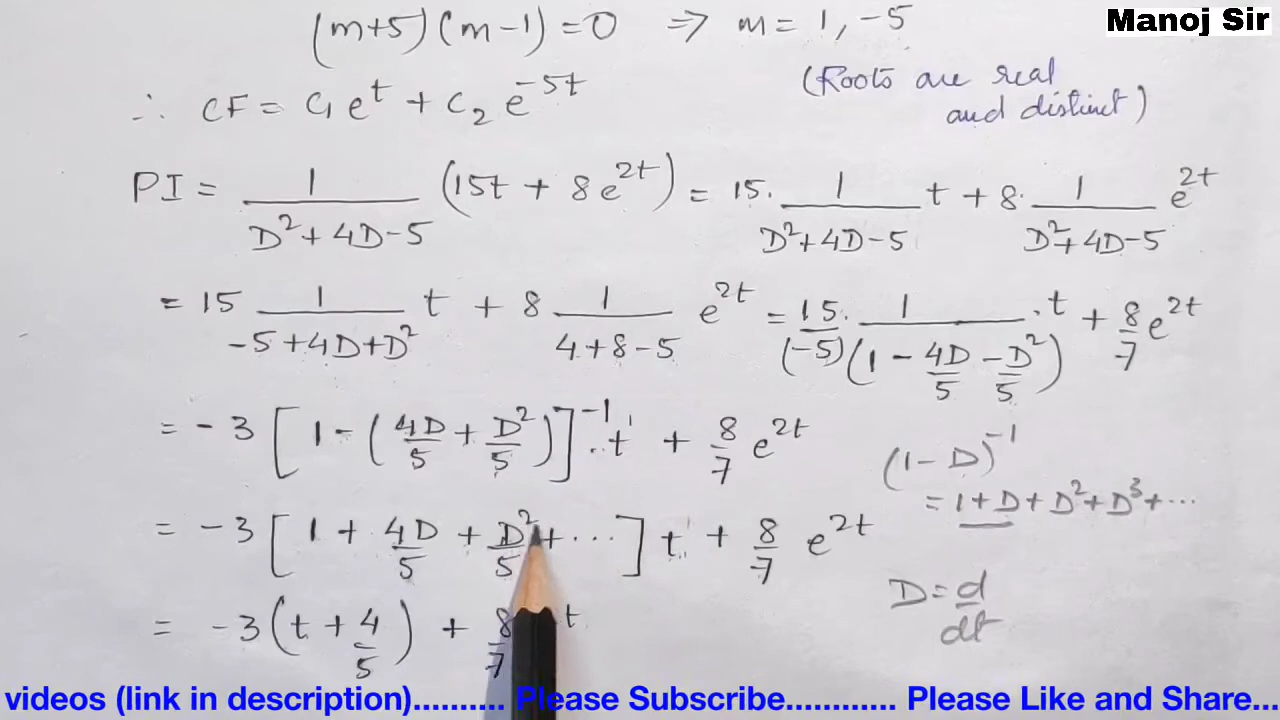 Manoj Sir
(m+5)(m-1)=0 ⇒ m= 1, -5
(Roots are real
and distinct)
∴ CF = C₁e^t + C₂e^{-5t}
PI = 1/(D²+4D-5) (15t + 8e^{2t}) = 15. 1/(D²+4D-5) t + 8. 1/(D²+4D-5) e^{2t}
= 15 1/(-5+4D+D²) t + 8 1/(4+8-5) e^{2t} = 15/(-5) . 1/(1 - 4D/5 - D²/5) .t + 8/7 e^{2t}
= -3 [1-(4D/5 + D²/5)]^{-1}.t + 8/7 e^{2t}
(1-D)^{-1}
= 1+D+D²+D³+...
= -3 [1 + 4D/5 + D²/5 + ...] t + 8/7 e^{2t}
D = d/dt
= -3(t + 4/5) + 8/7 t
videos (link in description).......... Please Subscribe............ Please Like and Share...